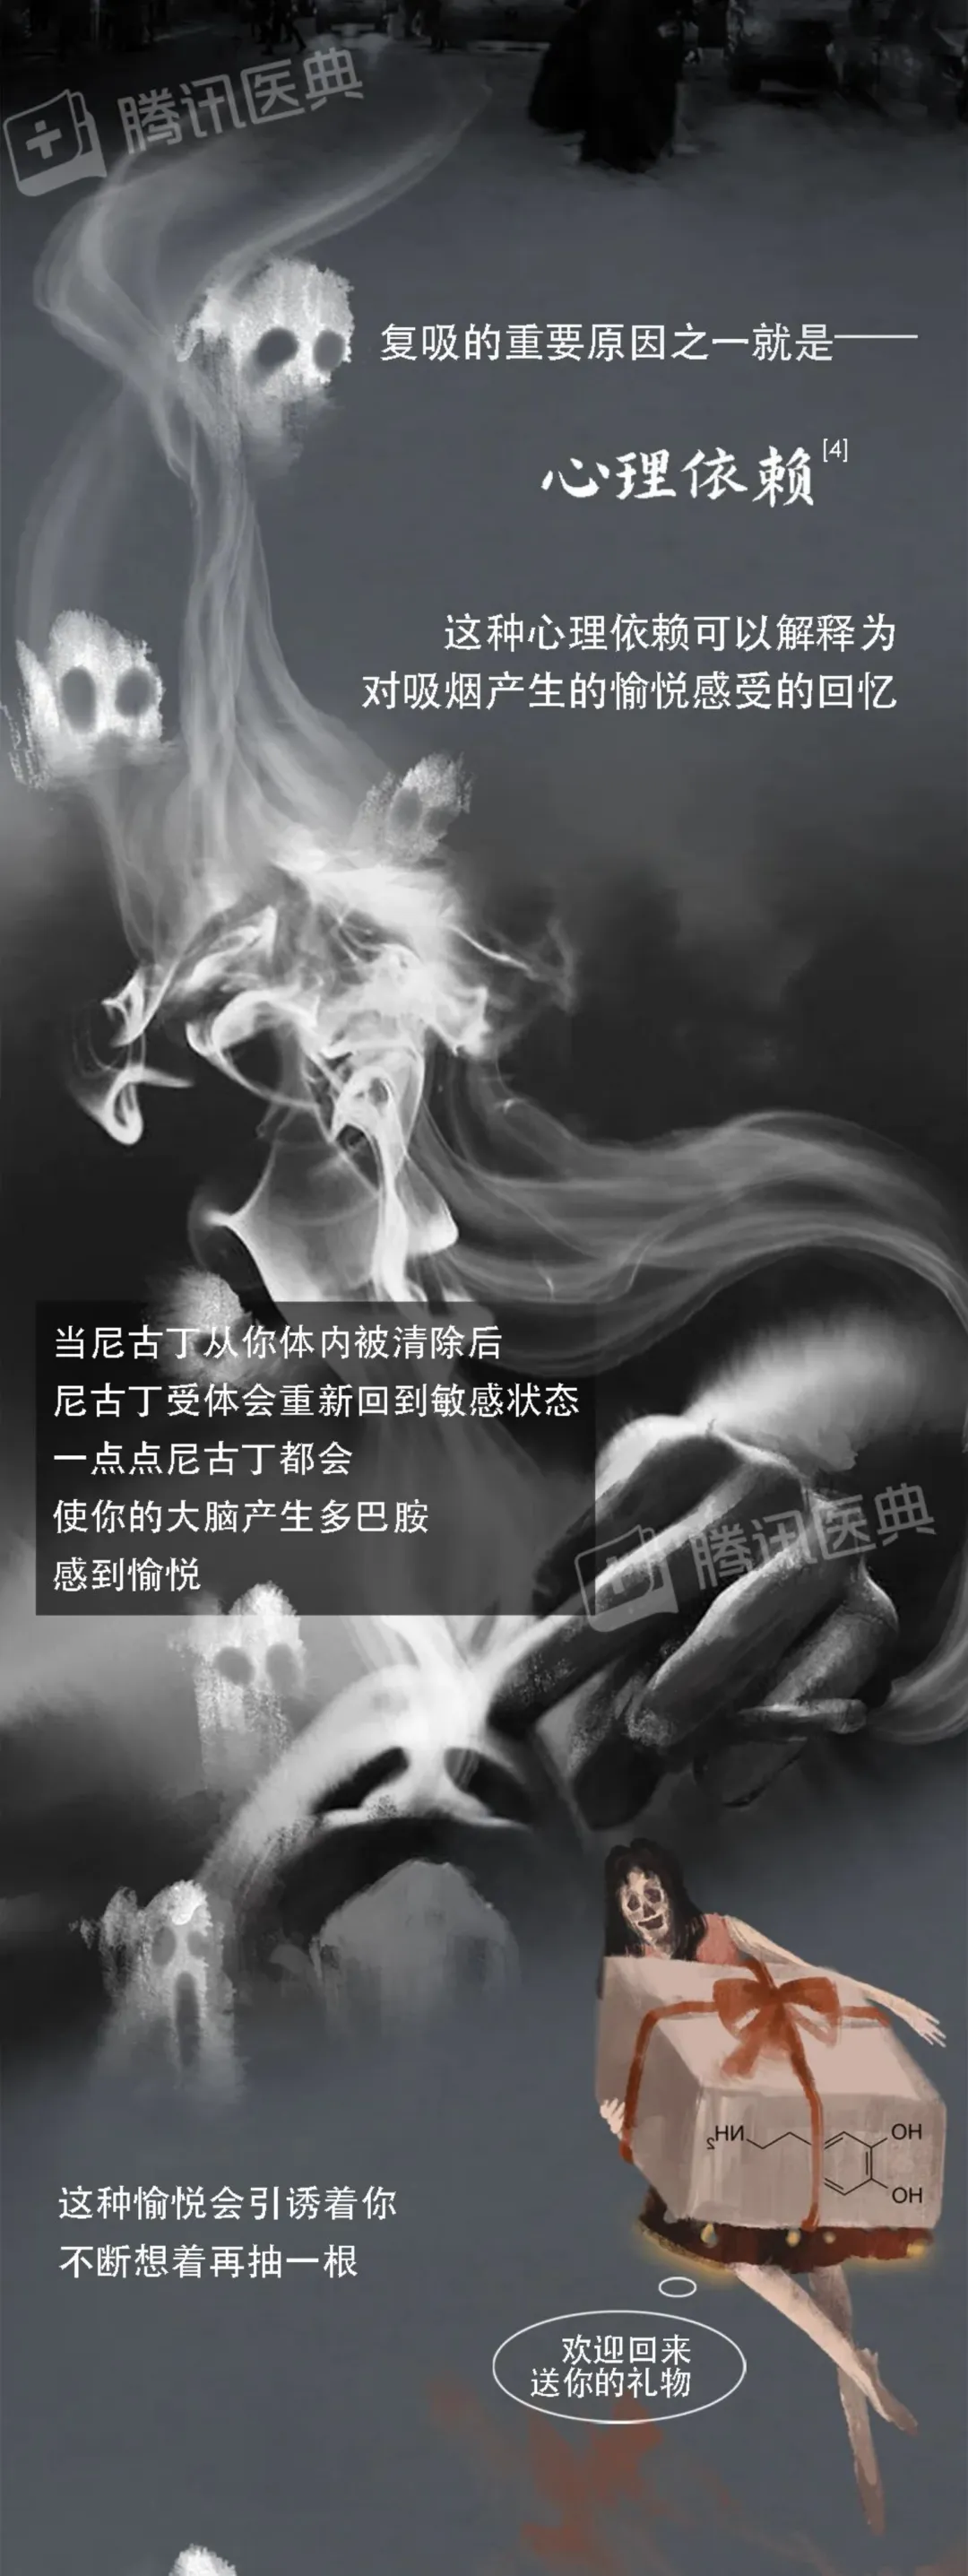 腾讯医典
复吸的重要原因之一就是——
心理依赖[4]
这种心理依赖可以解释为
对吸烟产生的愉悦感受的回忆
当尼古丁从你体内被清除后
尼古丁受体会重新回到敏感状态
一点点尼古丁都会
使你的大脑产生多巴胺
感到愉悦
腾讯医典
NH2
OH
OH
这种愉悦会引诱着你
不断想着再抽一根
欢迎回来
送你的礼物